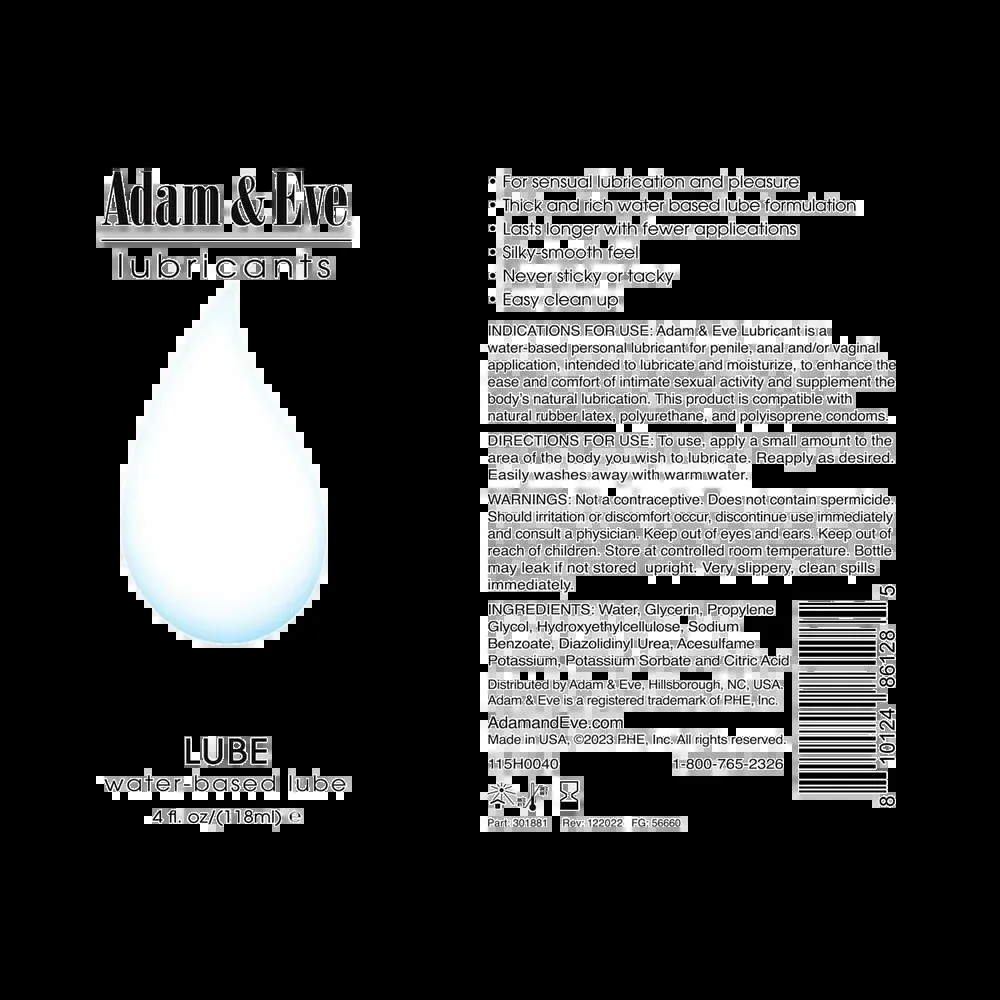 Adam & Eve®
lubricants
LUBE
water-based lube
4 fl. oz/(118ml) ℮
• For sensual lubrication and pleasure
• Thick and rich water based lube formulation
• Lasts longer with fewer applications
• Silky-smooth feel
• Never sticky or tacky
• Easy clean up
INDICATIONS FOR USE: Adam & Eve Lubricant is a
water-based personal lubricant for penile, anal and/or vaginal
application, intended to lubricate and moisturize, to enhance the
ease and comfort of intimate sexual activity and supplement the
body's natural lubrication. This product is compatible with
natural rubber latex, polyurethane, and polyisoprene condoms.
DIRECTIONS FOR USE: To use, apply a small amount to the
area of the body you wish to lubricate. Reapply as desired.
Easily washes away with warm water.
WARNINGS: Not a contraceptive. Does not contain spermicide.
Should irritation or discomfort occur, discontinue use immediately
and consult a physician. Keep out of eyes and ears. Keep out of
reach of children. Store at controlled room temperature. Bottle
may leak if not stored upright. Very slippery, clean spills
immediately.
INGREDIENTS: Water, Glycerin, Propylene
Glycol, Hydroxyethylcellulose, Sodium
Benzoate, Diazolidinyl Urea, Acesulfame
Potassium, Potassium Sorbate and Citric Acid
Distributed by Adam & Eve, Hillsborough, NC, USA.
Adam & Eve is a registered trademark of PHE, Inc.
AdamandEve.com
Made in USA, ©2023 PHE, Inc. All rights reserved.
115H0040 1-800-765-2326
Part: 301881 Rev: 122022 FG: 56660
8 10124 86128 5